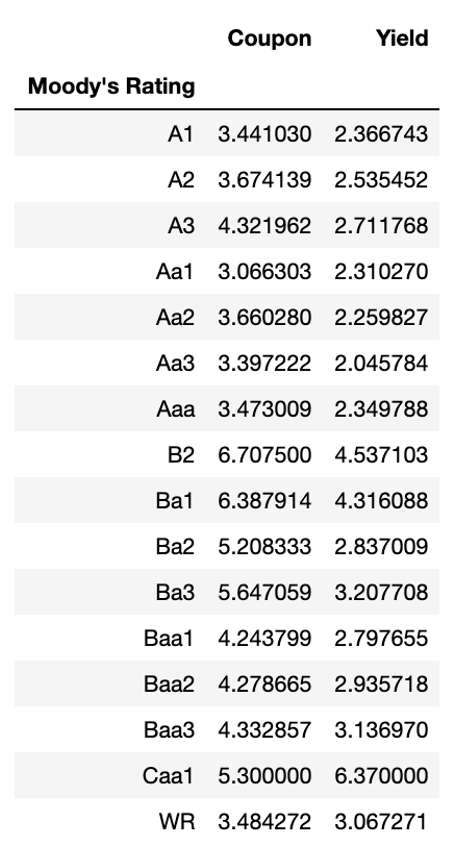 Coupon Yield
Moody's Rating
A1 3.441030 2.366743
A2 3.674139 2.535452
A3 4.321962 2.711768
Aa1 3.066303 2.310270
Aa2 3.660280 2.259827
Aa3 3.397222 2.045784
Aaa 3.473009 2.349788
B2 6.707500 4.537103
Ba1 6.387914 4.316088
Ba2 5.208333 2.837009
Ba3 5.647059 3.207708
Baa1 4.243799 2.797655
Baa2 4.278665 2.935718
Baa3 4.332857 3.136970
Caa1 5.300000 6.370000
WR 3.484272 3.067271